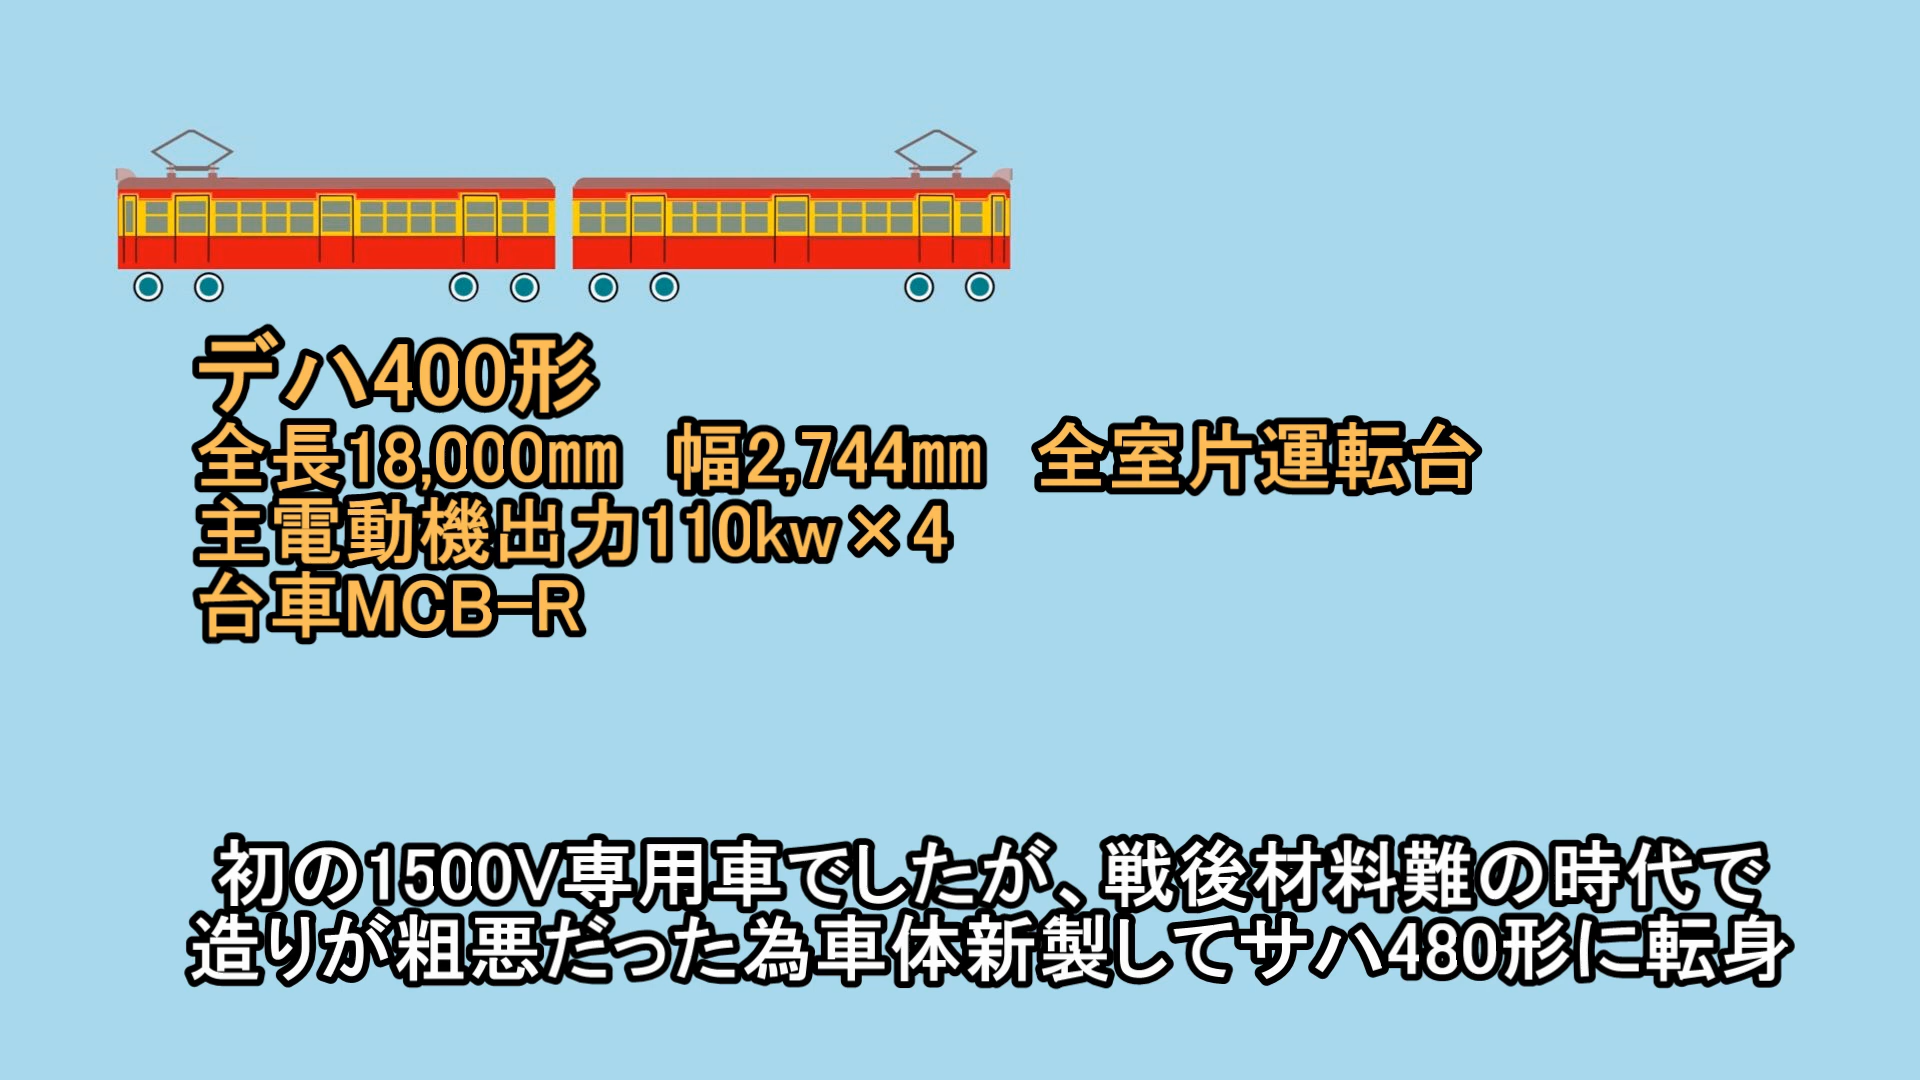 デハ400形
全長18,000㎜　幅2,744㎜　全室片運転台
主電動機出力110kw×4
台車MCB-R
初の1500V専用車でしたが、戦後材料難の時代で
造りが粗悪だった為車体新製してサハ480形に転身